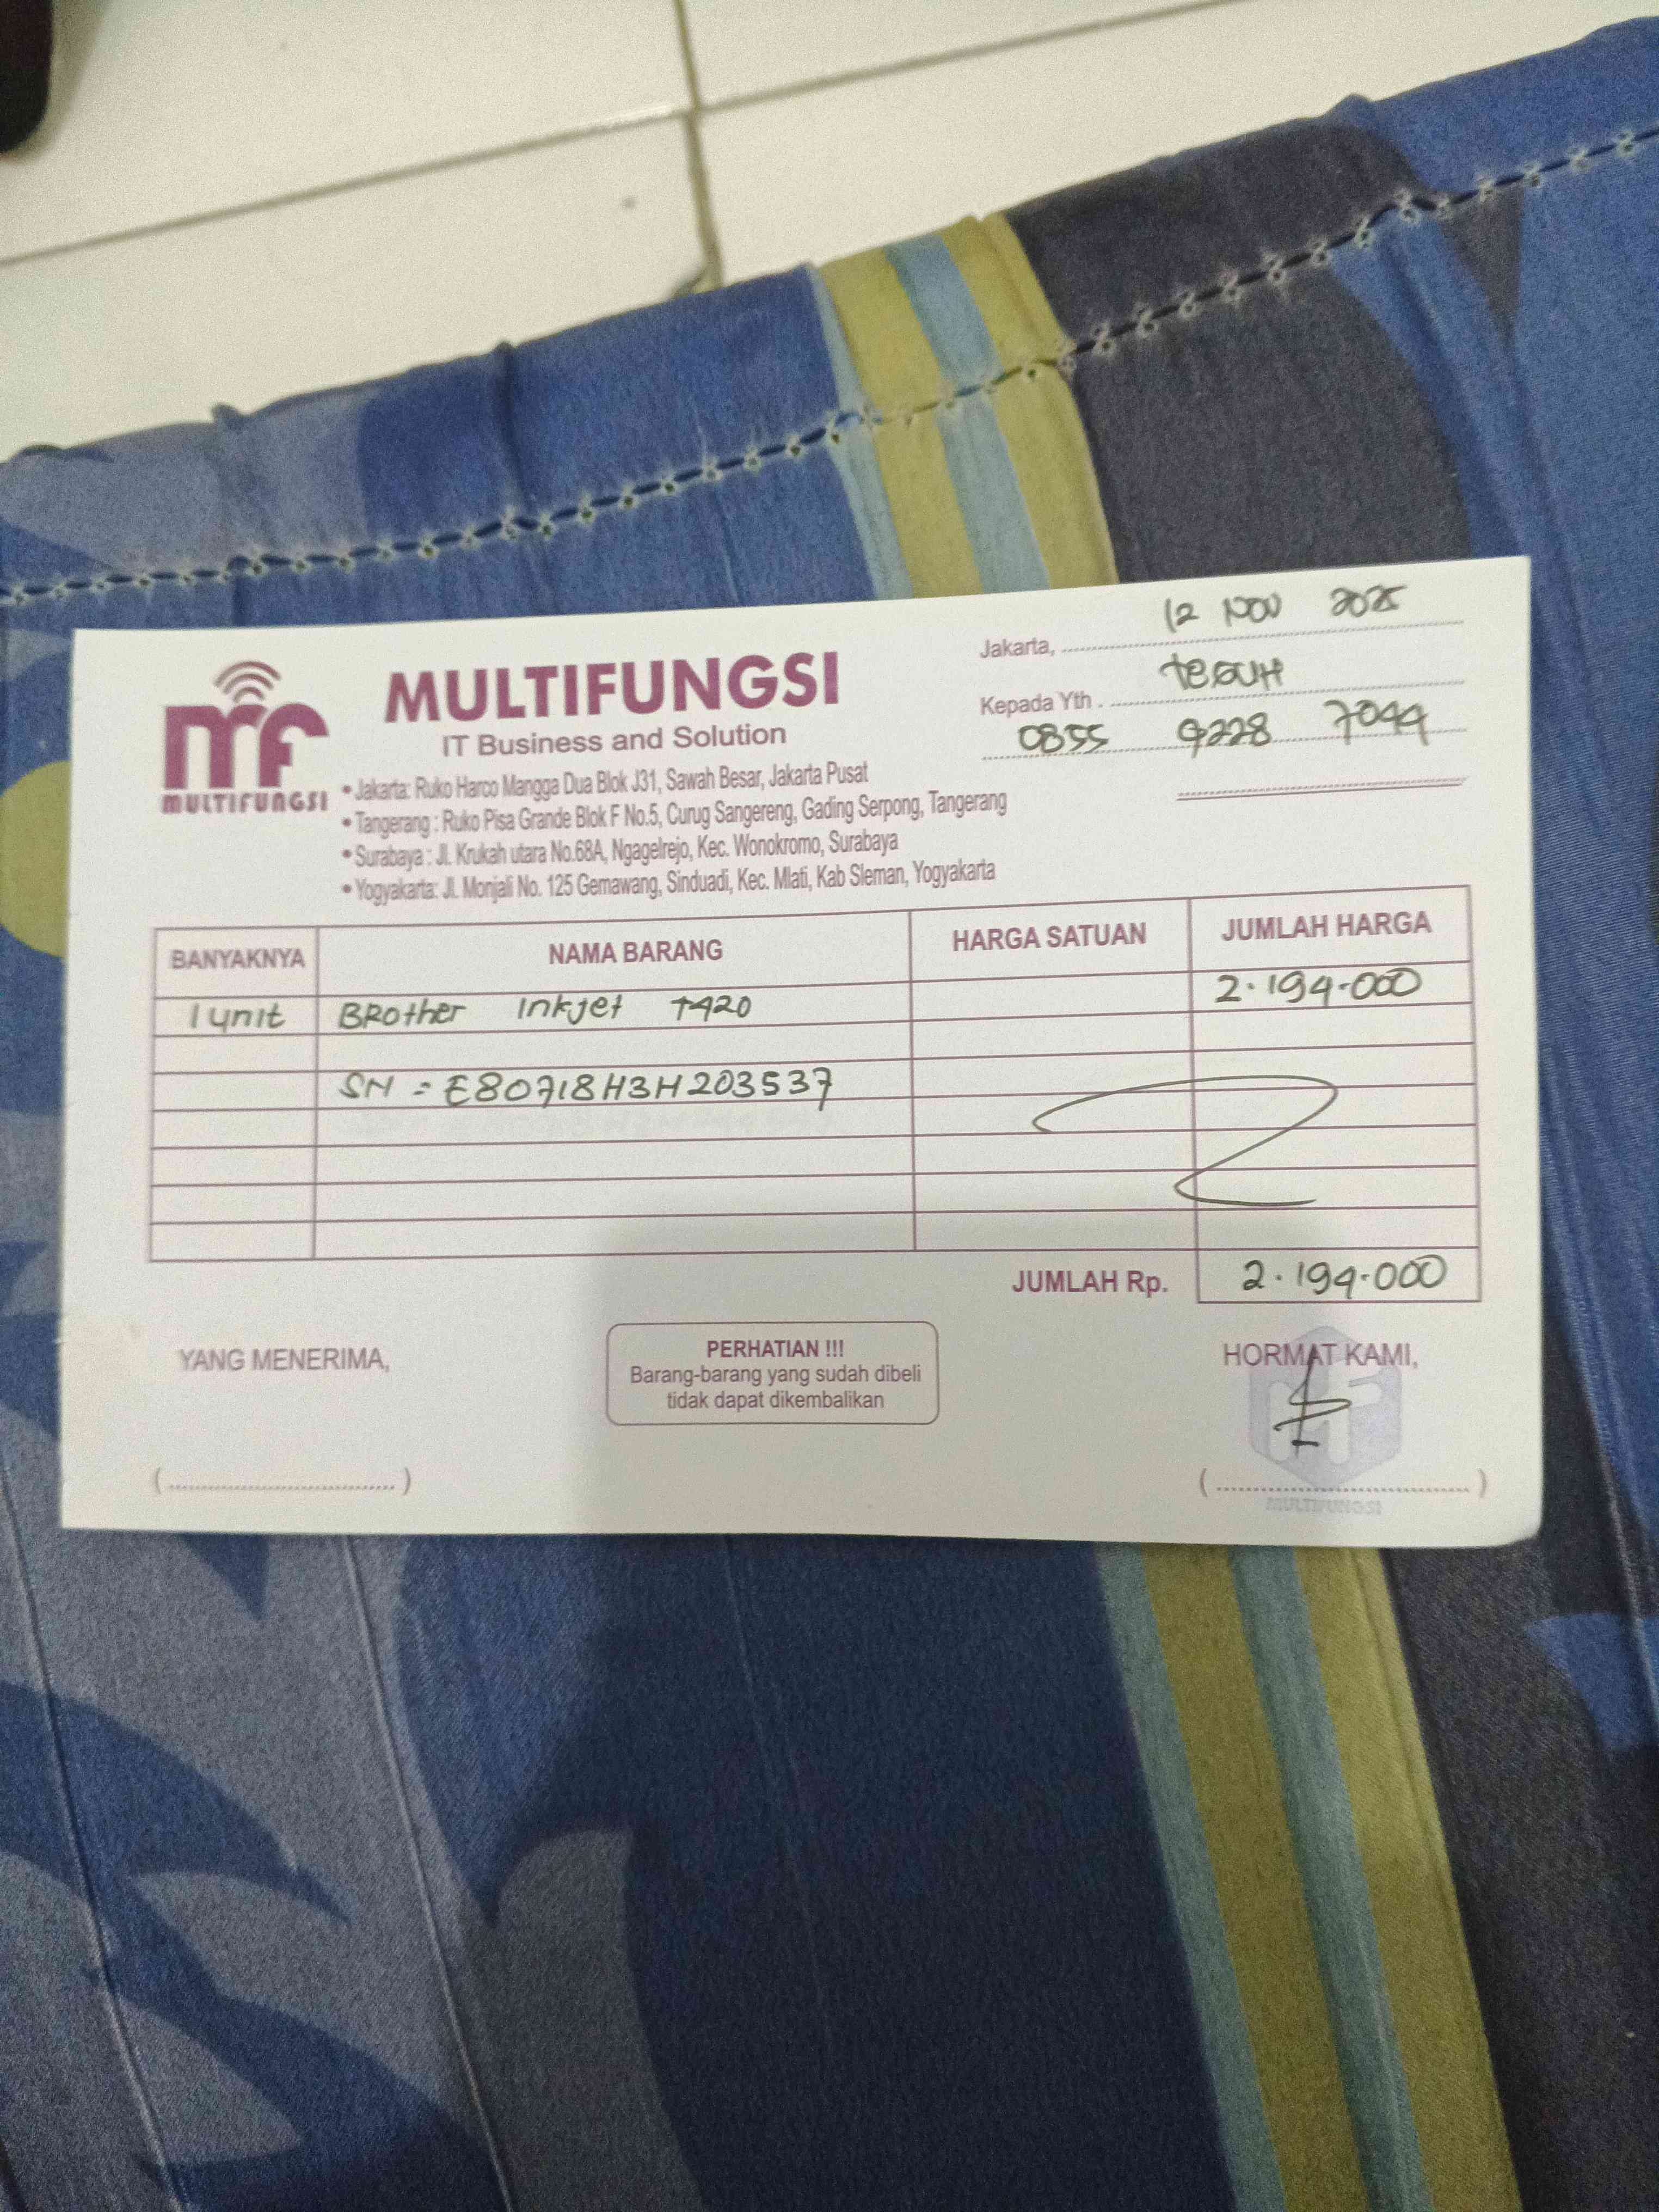 Jakarta, 12 NOV 2025
Kepada Yth. TEGUH
0855 9228 7044
mf
MULTIFUNGSI
MULTIFUNGSI
IT Business and Solution
• Jakarta: Ruko Harco Mangga Dua Blok J31, Sawah Besar, Jakarta Pusat
• Tangerang : Ruko Pisa Grande Blok F No.5, Curug Sangereng, Gading Serpong, Tangerang
• Surabaya : Jl. Krukah utara No.68A, Ngagelrejo, Kec. Wonokromo, Surabaya
• Yogyakarta: Jl. Monjali No. 125 Gemawang, Sinduadi, Kec. Mlati, Kab Sleman, Yogyakarta
BANYAKNYA NAMA BARANG HARGA SATUAN JUMLAH HARGA
1 unit BRother Inkjet T420 2.194.000
SN = E80718H3H203537
JUMLAH Rp. 2.194.000
YANG MENERIMA,
PERHATIAN !!!
Barang-barang yang sudah dibeli
tidak dapat dikembalikan
HORMAT KAMI,
MULTIFUNGSI